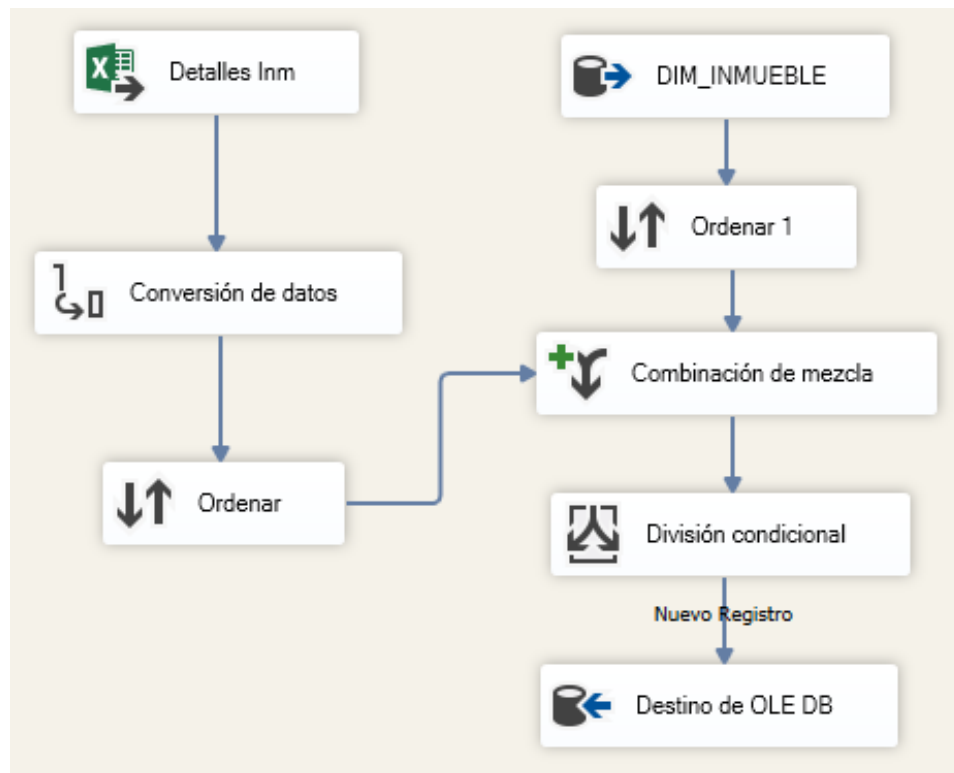 Detalles Inm
DIM_INMUEBLE
Ordenar 1
Conversión de datos
Combinación de mezcla
Ordenar
División condicional
Nuevo Registro
Destino de OLE DB